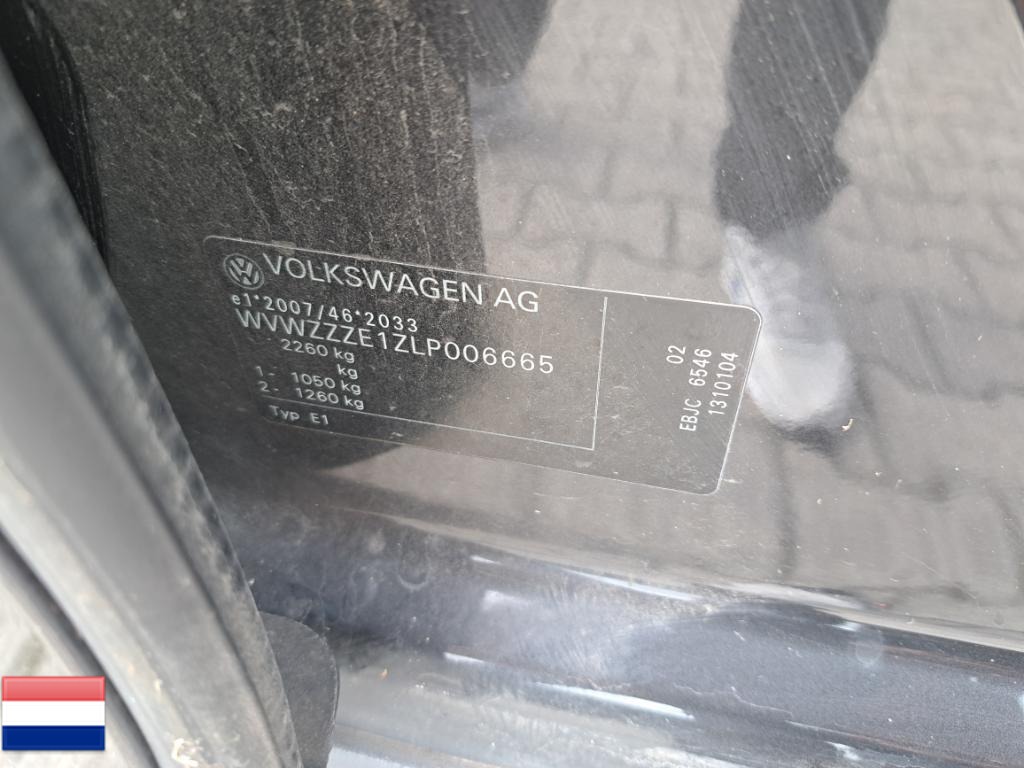 VOLKSWAGEN AG
e1*2007/46*2033
WVWZZZE1ZLP006665
2260 kg
kg
1.- 1050 kg
2.- 1260 kg
Typ E1
02
EBJC 6546
1310104